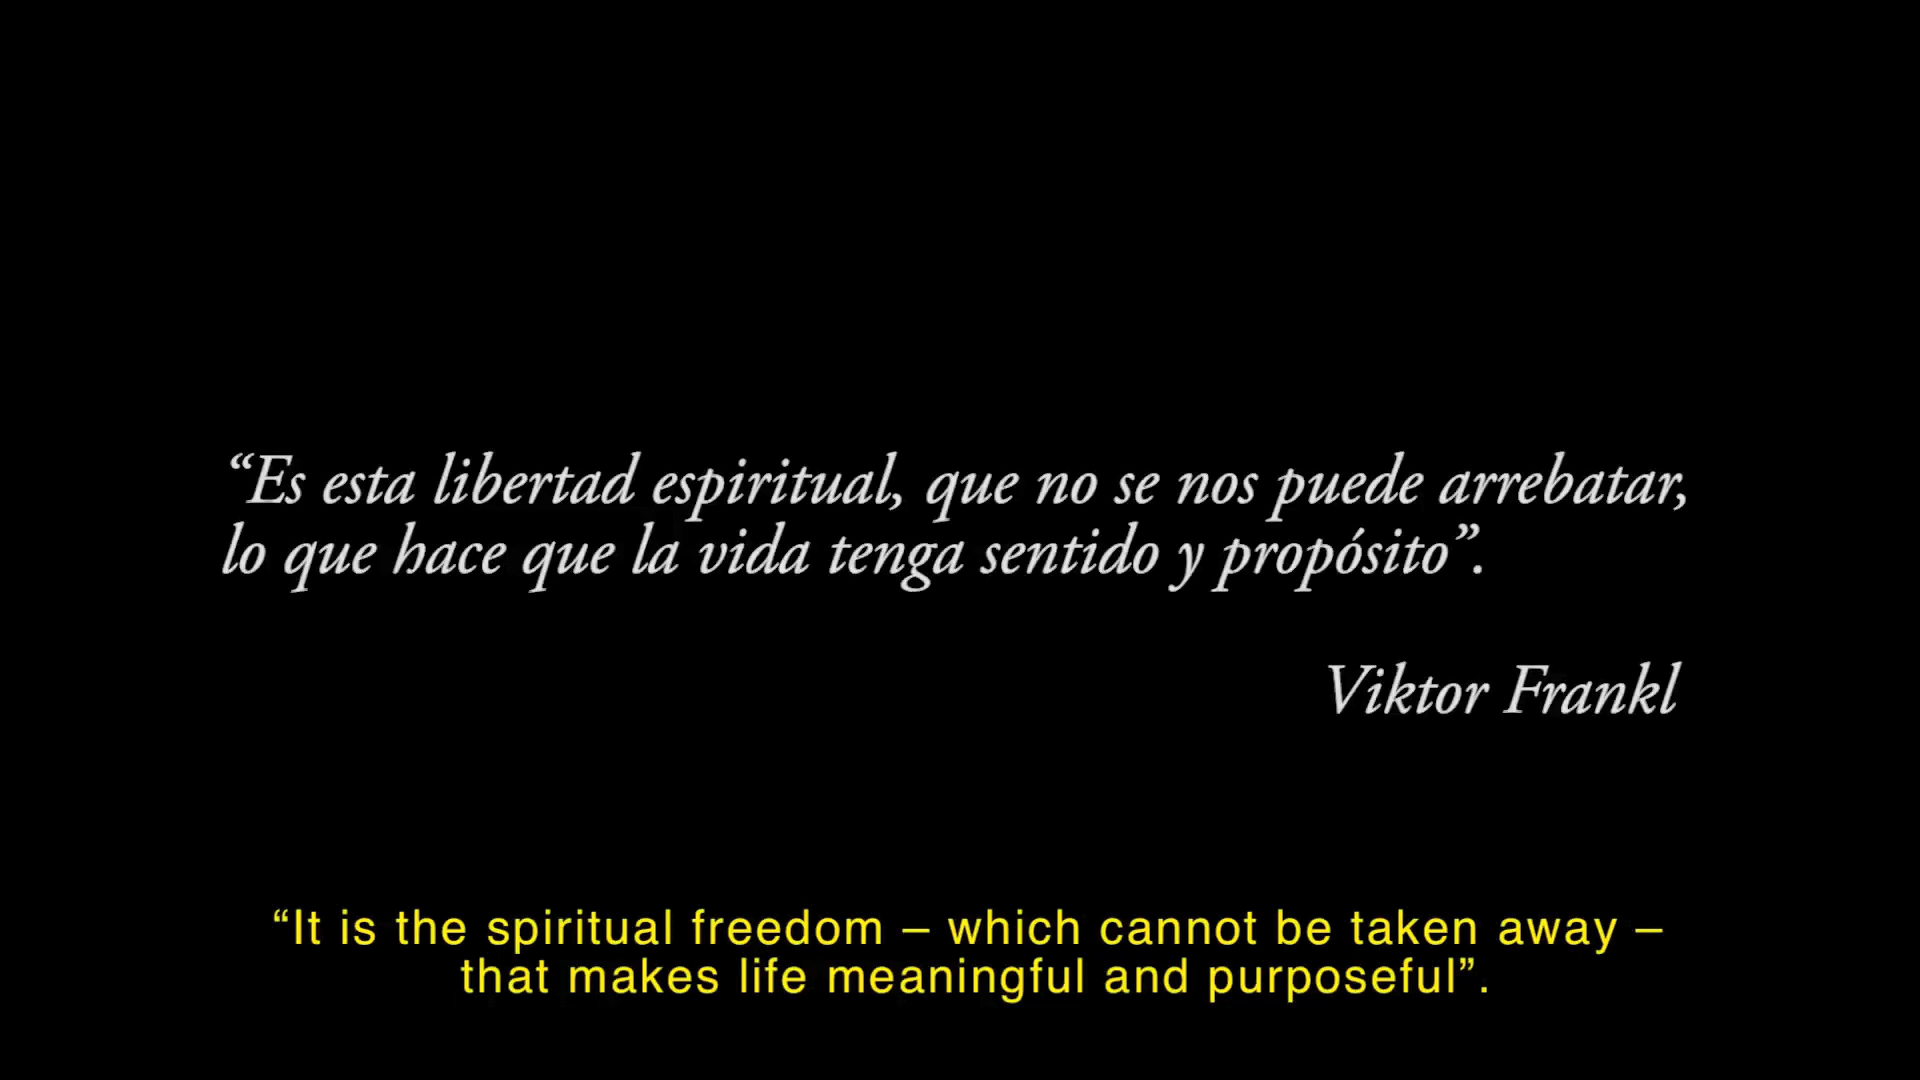 “Es esta libertad espiritual, que no se nos puede arrebatar,
lo que hace que la vida tenga sentido y propósito”.
Viktor Frankl
“It is the spiritual freedom – which cannot be taken away –
that makes life meaningful and purposeful”.